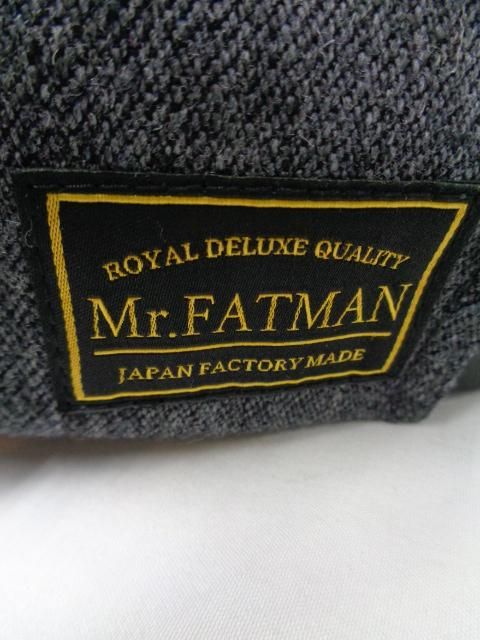 ROYAL DELUXE QUALITY
Mr.FATMAN
JAPAN FACTORY MADE